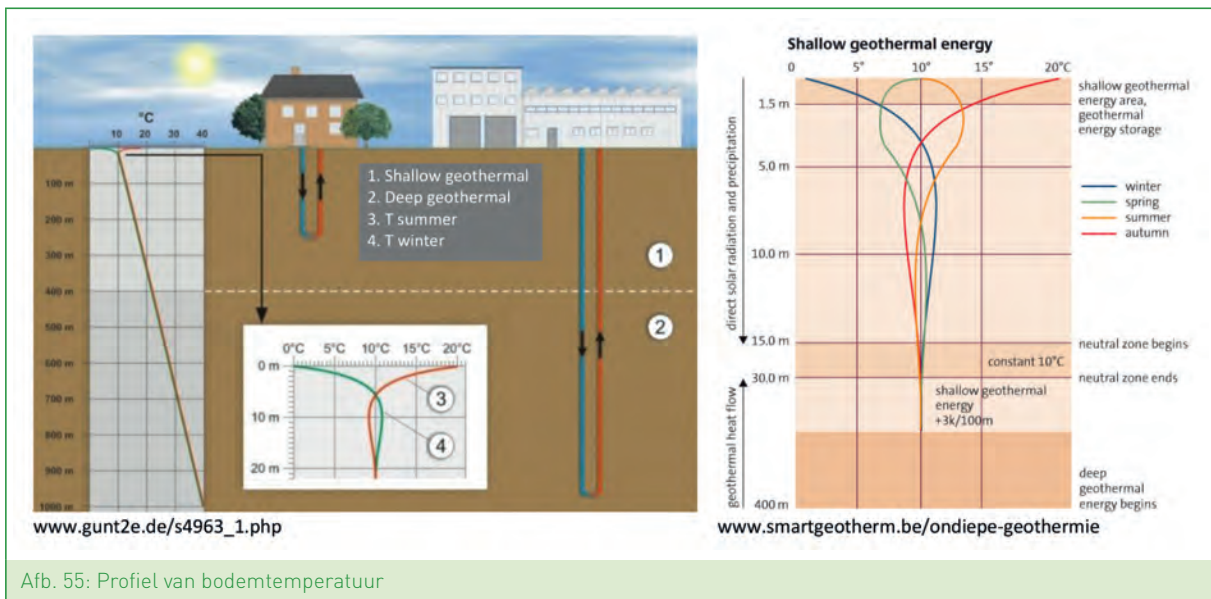 °C
10 20 30 40
100 m
200 m
300 m
400 m
500 m
600 m
700 m
800 m
900 m
1000 m
1. Shallow geothermal
2. Deep geothermal
3. T summer
4. T winter
1
2
0°C 5°C 10°C 15°C 20°C
0 m
10 m
20 m
3
4
www.gunt2e.de/s4963_1.php
Shallow geothermal energy
0 5° 10° 15° 20°C
1.5 m
5.0 m
10.0 m
15.0 m
30.0 m
400 m
direct solar radiation and precipitation
geothermal heat flow
shallow geothermal
energy area,
geothermal
energy storage
winter
spring
summer
autumn
neutral zone begins
constant 10°C
neutral zone ends
shallow geothermal
energy
+3k/100m
deep
geothermal
energy begins
www.smartgeotherm.be/ondiepe-geothermie
Afb. 55: Profiel van bodemtemperatuur